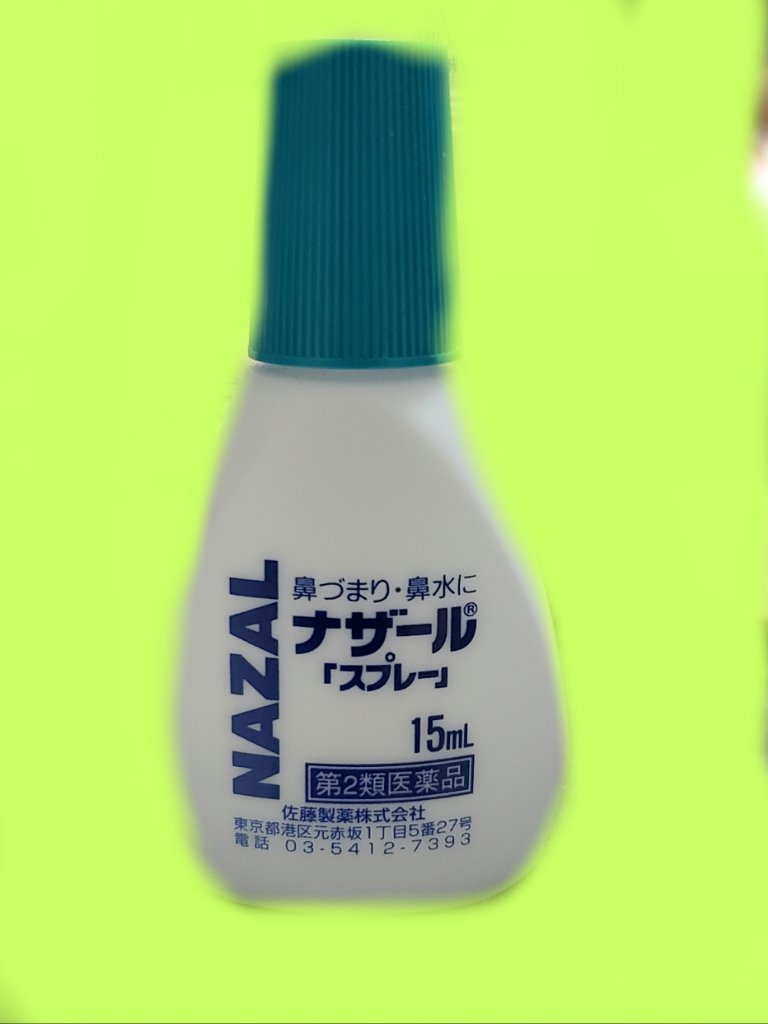 NAZAL
鼻づまり・鼻水に
ナザール®
「スプレー」
15mL
第2類医薬品
佐藤製薬株式会社
東京都港区元赤坂1丁目5番27号
電話 03-5412-7393